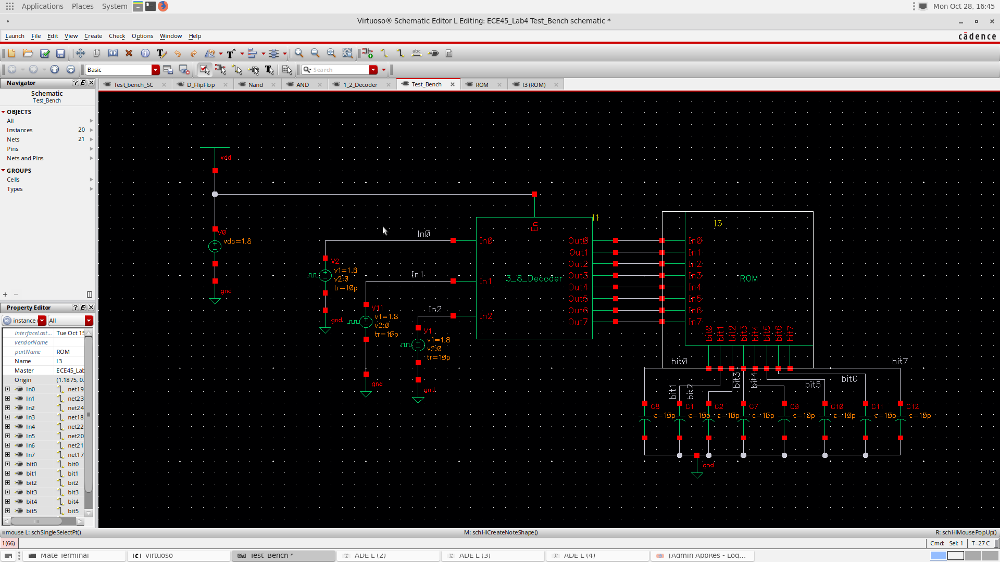 Applications Places System
Mon Oct 28, 16:45
Virtuoso® Schematic Editor L Editing: ECE45_Lab4 Test_Bench schematic *
Launch File Edit View Create Check Options Window Help
cādence
Basic
Search
Test_bench_SC
D_FlipFlop
Nand
AND
1_2_Decoder
Test_Bench
ROM
I3 (ROM)
Navigator
Schematic
Test_Bench
OBJECTS
All
Instances 20
Nets 21
Pins
Nets and Pins
GROUPS
Cells
Types
Property Editor
instance
All
interfaceLast... Tue Oct 15
vendorName
partName ROM
Name I3
Master ECE45_Lab
Origin (1.1875, 0.
In0 net19
In1 net23
In2 net24
In3 net18
In4 net22
In5 net20
In6 net21
In7 net17
bit0 bit0
bit1 bit1
bit2 bit2
bit3 bit3
bit4 bit4
bit5 bit5
vdd
V0
vdc=1.8
gnd
In0
V2
v1=1.8
v2:0
tr=10p
gnd
In1
V11
v1=1.8
v2:0
tr=10p
gnd
In2
V1
v1=1.8
v2:0
tr=10p
gnd
I1
En
In0
In1
In2
3_8_Decoder
Out0
Out1
Out2
Out3
Out4
Out5
Out6
Out7
I3
In0
In1
In2
In3
In4
In5
In6
In7
ROM
bit0 bit1 bit2 bit3 bit4 bit5 bit6 bit7
bit0
bit1
bit2
bit3
bit4
bit5
bit6
bit7
C8 C1 C2 C7 C9 C10 C11 C12
c=10p c=10p c=10p c=10p c=10p c=10p c=10p c=10p
gnd
mouse L: schSingleSelectPt()
M: schHiCreateNoteShape()
R: schHiMousePopUp()
1(66)
Cmd: Sel: 1
T=27 C
Mate Terminal
Virtuoso
Test_Bench *
ADE L (2)
ADE L (3)
ADE L (4)
[Admin AppRes - Log...